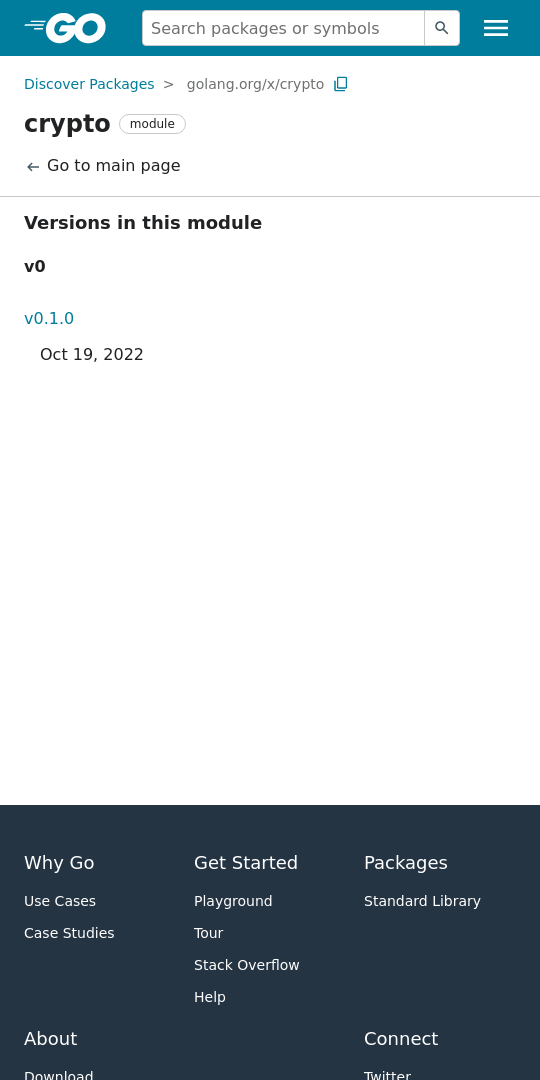 GO
Search packages or symbols
Discover Packages > golang.org/x/crypto
crypto module
← Go to main page
Versions in this module
v0
v0.1.0
Oct 19, 2022
Why Go
Use Cases
Case Studies
Get Started
Playground
Tour
Stack Overflow
Help
Packages
Standard Library
About
Download
Connect
Twitter